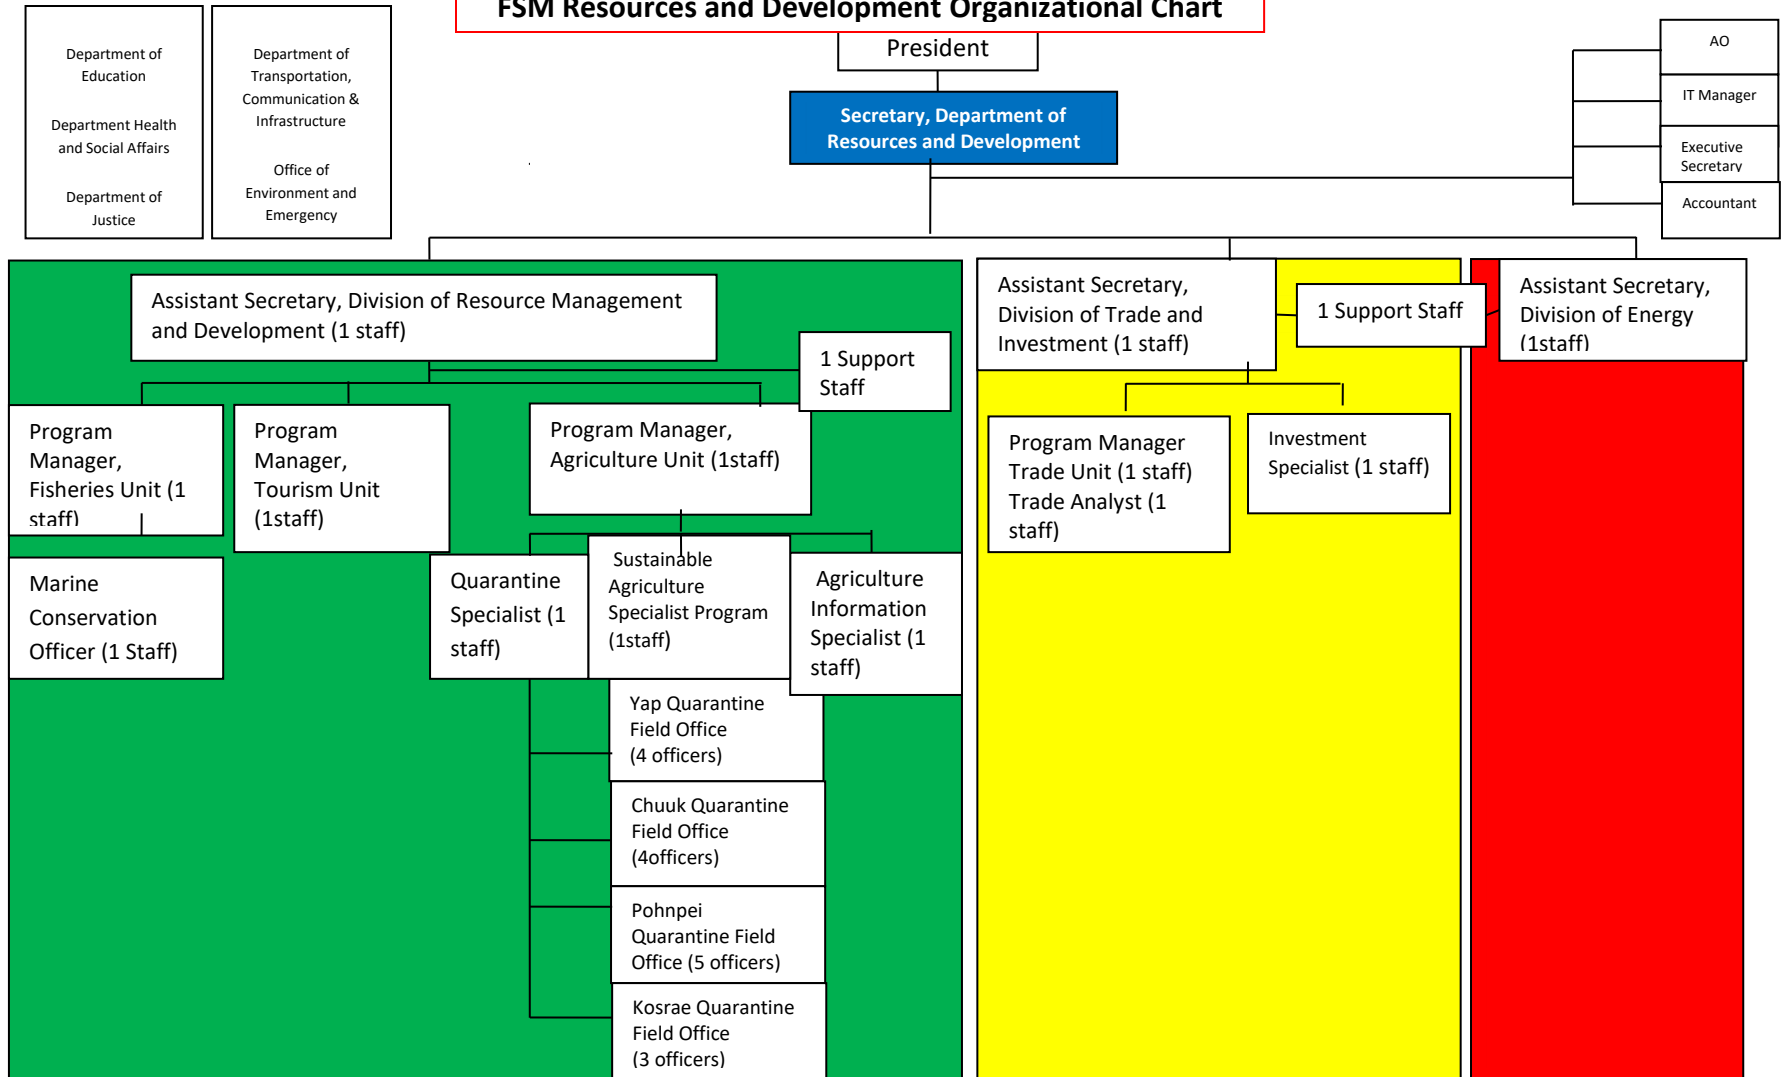 FSM Resources and Development Organizational Chart
President
Secretary, Department of
Resources and Development
Department of
Education
Department Health
and Social Affairs
Department of
Justice
Department of
Transportation,
Communication &
Infrastructure
Office of
Environment and
Emergency
AO
IT Manager
Executive
Secretary
Accountant
Assistant Secretary, Division of Resource Management
and Development (1 staff)
1 Support
Staff
Program
Manager,
Fisheries Unit (1
staff)
Program
Manager,
Tourism Unit
(1staff)
Program Manager,
Agriculture Unit (1staff)
Marine
Conservation
Officer (1 Staff)
Quarantine
Specialist (1
staff)
Sustainable
Agriculture
Specialist Program
(1staff)
Agriculture
Information
Specialist (1
staff)
Yap Quarantine
Field Office
(4 officers)
Chuuk Quarantine
Field Office
(4officers)
Pohnpei
Quarantine Field
Office (5 officers)
Kosrae Quarantine
Field Office
(3 officers)
Assistant Secretary,
Division of Trade and
Investment (1 staff)
1 Support Staff
Program Manager
Trade Unit (1 staff)
Trade Analyst (1
staff)
Investment
Specialist (1 staff)
Assistant Secretary,
Division of Energy
(1staff)